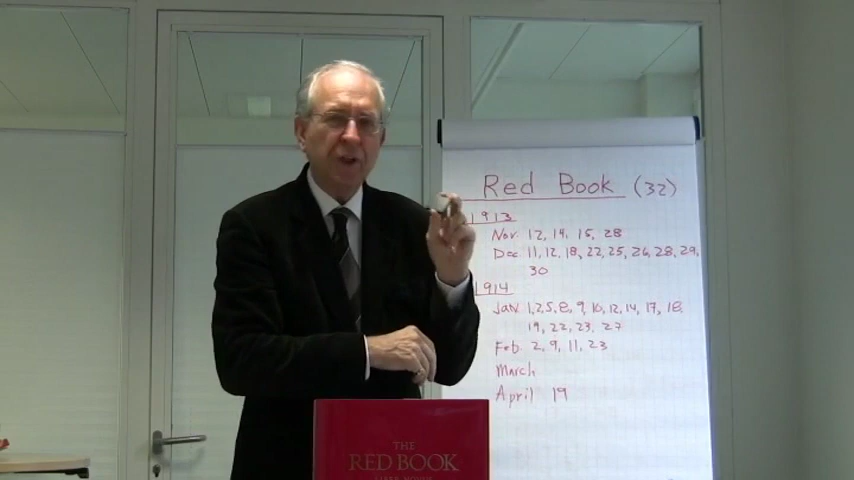 Red Book (32)
1913
Nov 12, 14, 15, 28
Dec 11, 12, 18, 22, 25, 26, 28, 29,
30
1914
Jan 1, 2, 5, 8, 9, 10, 12, 14, 17, 18,
19, 22, 23, 27
Feb. 2, 9, 11, 23
March
April 19
THE
RED BOOK